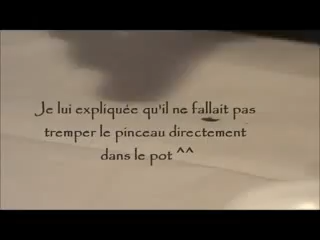 Je lui expliquée qu'il ne fallait pas
tremper le pinceau directement
dans le pot ^^